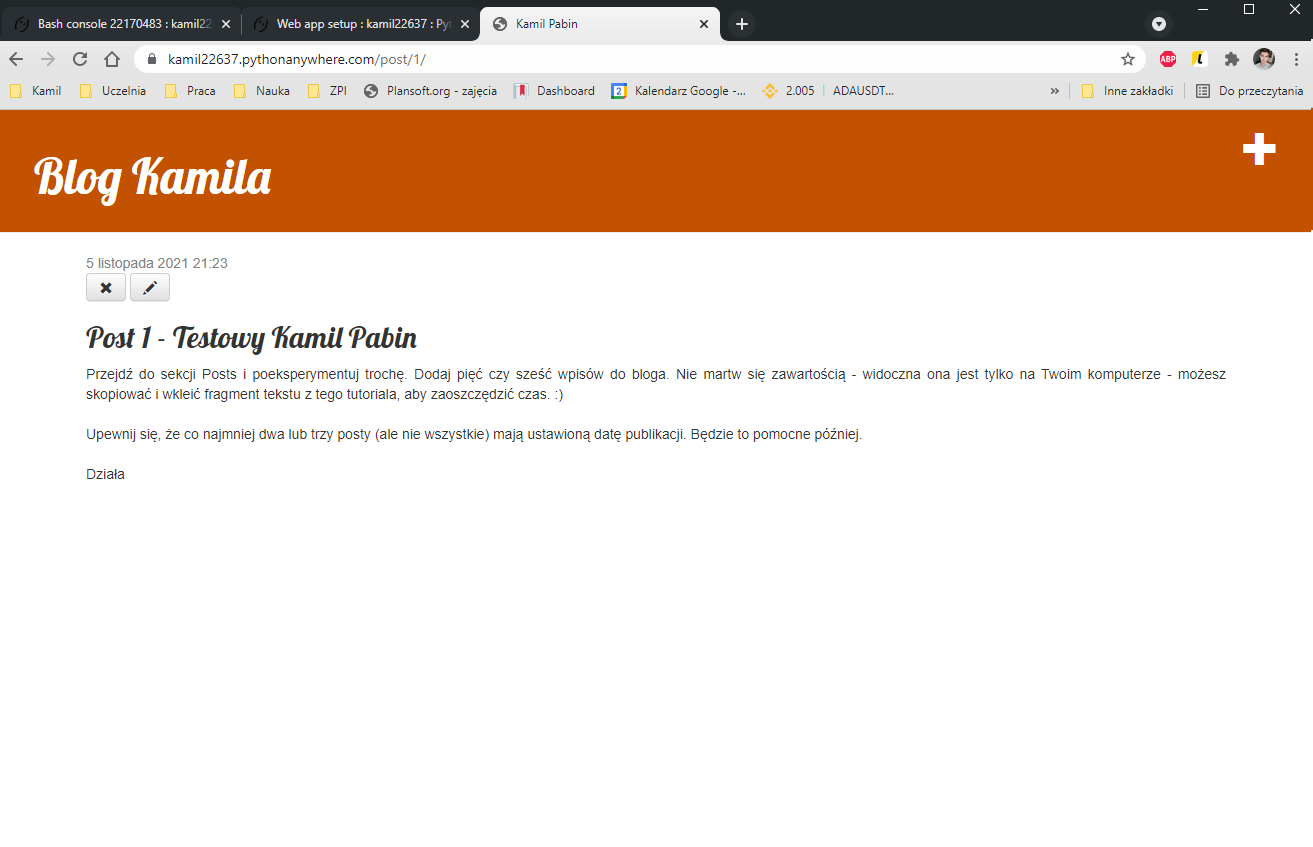 Bash console 22170483 : kamil22
Web app setup : kamil22637 : Py
Kamil Pabin
kamil22637.pythonanywhere.com/post/1/
ABP
Kamil
Uczelnia
Praca
Nauka
ZPI
Plansoft.org - zajęcia
Dashboard
2
Kalendarz Google -...
2.005 | ADAUSDT...
»
Inne zakładki
Do przeczytania
Blog Kamila
5 listopada 2021 21:23
Post 1 - Testowy Kamil Pabin
Przejdź do sekcji Posts i poeksperymentuj trochę. Dodaj pięć czy sześć wpisów do bloga. Nie martw się zawartością - widoczna ona jest tylko na Twoim komputerze - możesz
skopiować i wkleić fragment tekstu z tego tutoriala, aby zaoszczędzić czas. :)
Upewnij się, że co najmniej dwa lub trzy posty (ale nie wszystkie) mają ustawioną datę publikacji. Będzie to pomocne później.
Działa